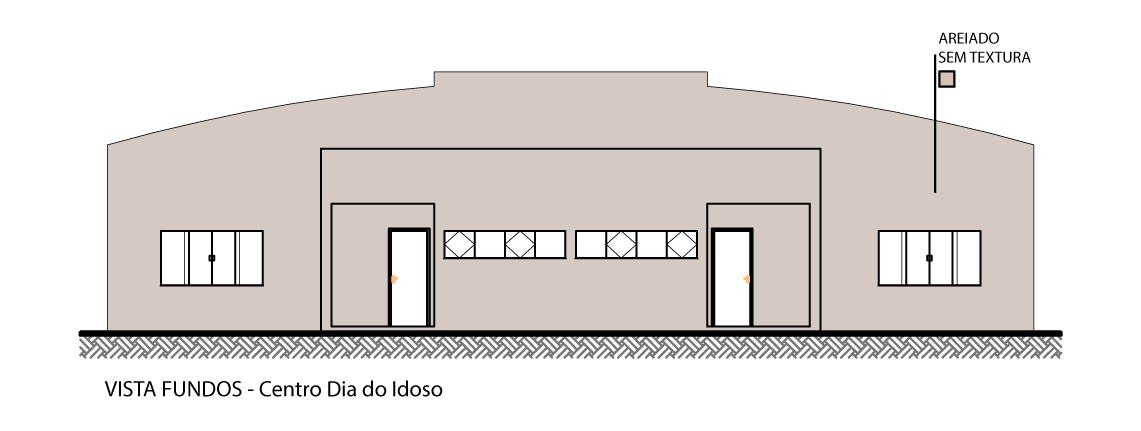 AREIADO
SEM TEXTURA
VISTA FUNDOS - Centro Dia do Idoso